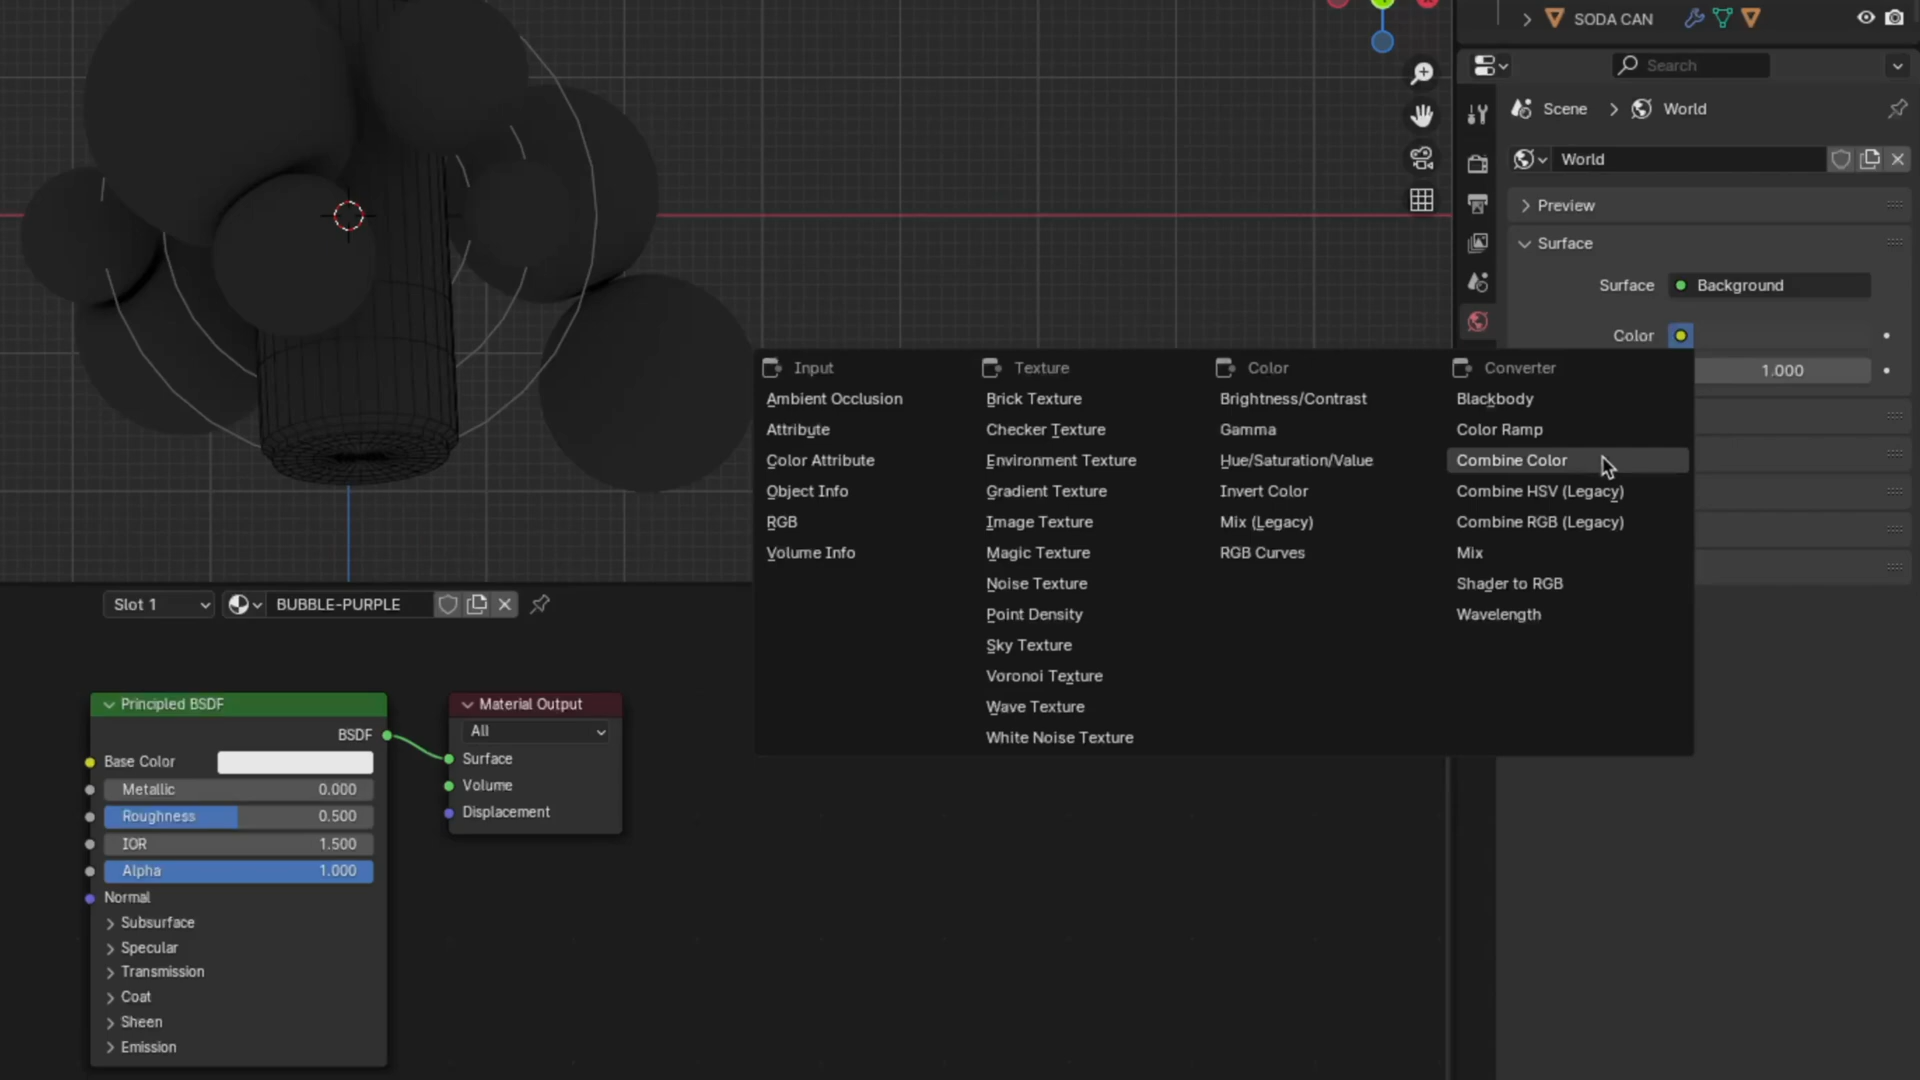 SODA CAN
Search
Scene
World
World
Preview
Surface
Surface
Background
Color
1.000
Input
Ambient Occlusion
Attribute
Color Attribute
Object Info
RGB
Volume Info
Texture
Brick Texture
Checker Texture
Environment Texture
Gradient Texture
Image Texture
Magic Texture
Noise Texture
Point Density
Sky Texture
Voronoi Texture
Wave Texture
White Noise Texture
Color
Brightness/Contrast
Gamma
Hue/Saturation/Value
Invert Color
Mix (Legacy)
RGB Curves
Converter
Blackbody
Color Ramp
Combine Color
Combine HSV (Legacy)
Combine RGB (Legacy)
Mix
Shader to RGB
Wavelength
Slot 1
BUBBLE-PURPLE
Principled BSDF
BSDF
Base Color
Metallic 0.000
Roughness 0.500
IOR 1.500
Alpha 1.000
Normal
Subsurface
Specular
Transmission
Coat
Sheen
Emission
Material Output
All
Surface
Volume
Displacement